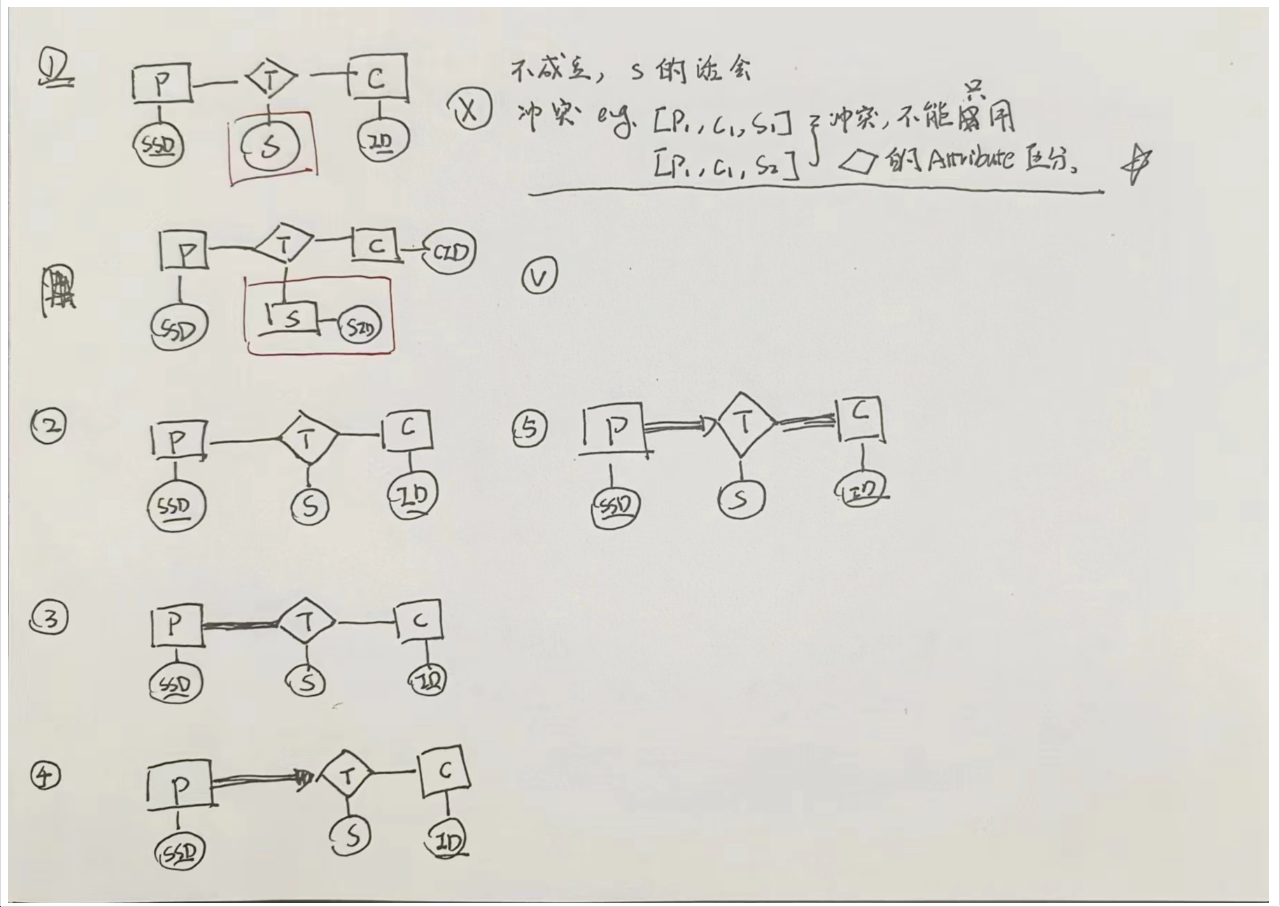 ①
P T C
SSD S ID
X
不成立, S 的话会
冲突 e.g. [P₁, C₁, S₁] } 冲突, 不能只用
[P₁, C₁, S₂] ◇ 的 Attribute 区分。 ☆
P T C CID
SSD S SID
V
②
P T C
SSD S ID
⑤
P T C
SSD S ID
③
P T C
SSD S ID
④
P T C
SSD S ID